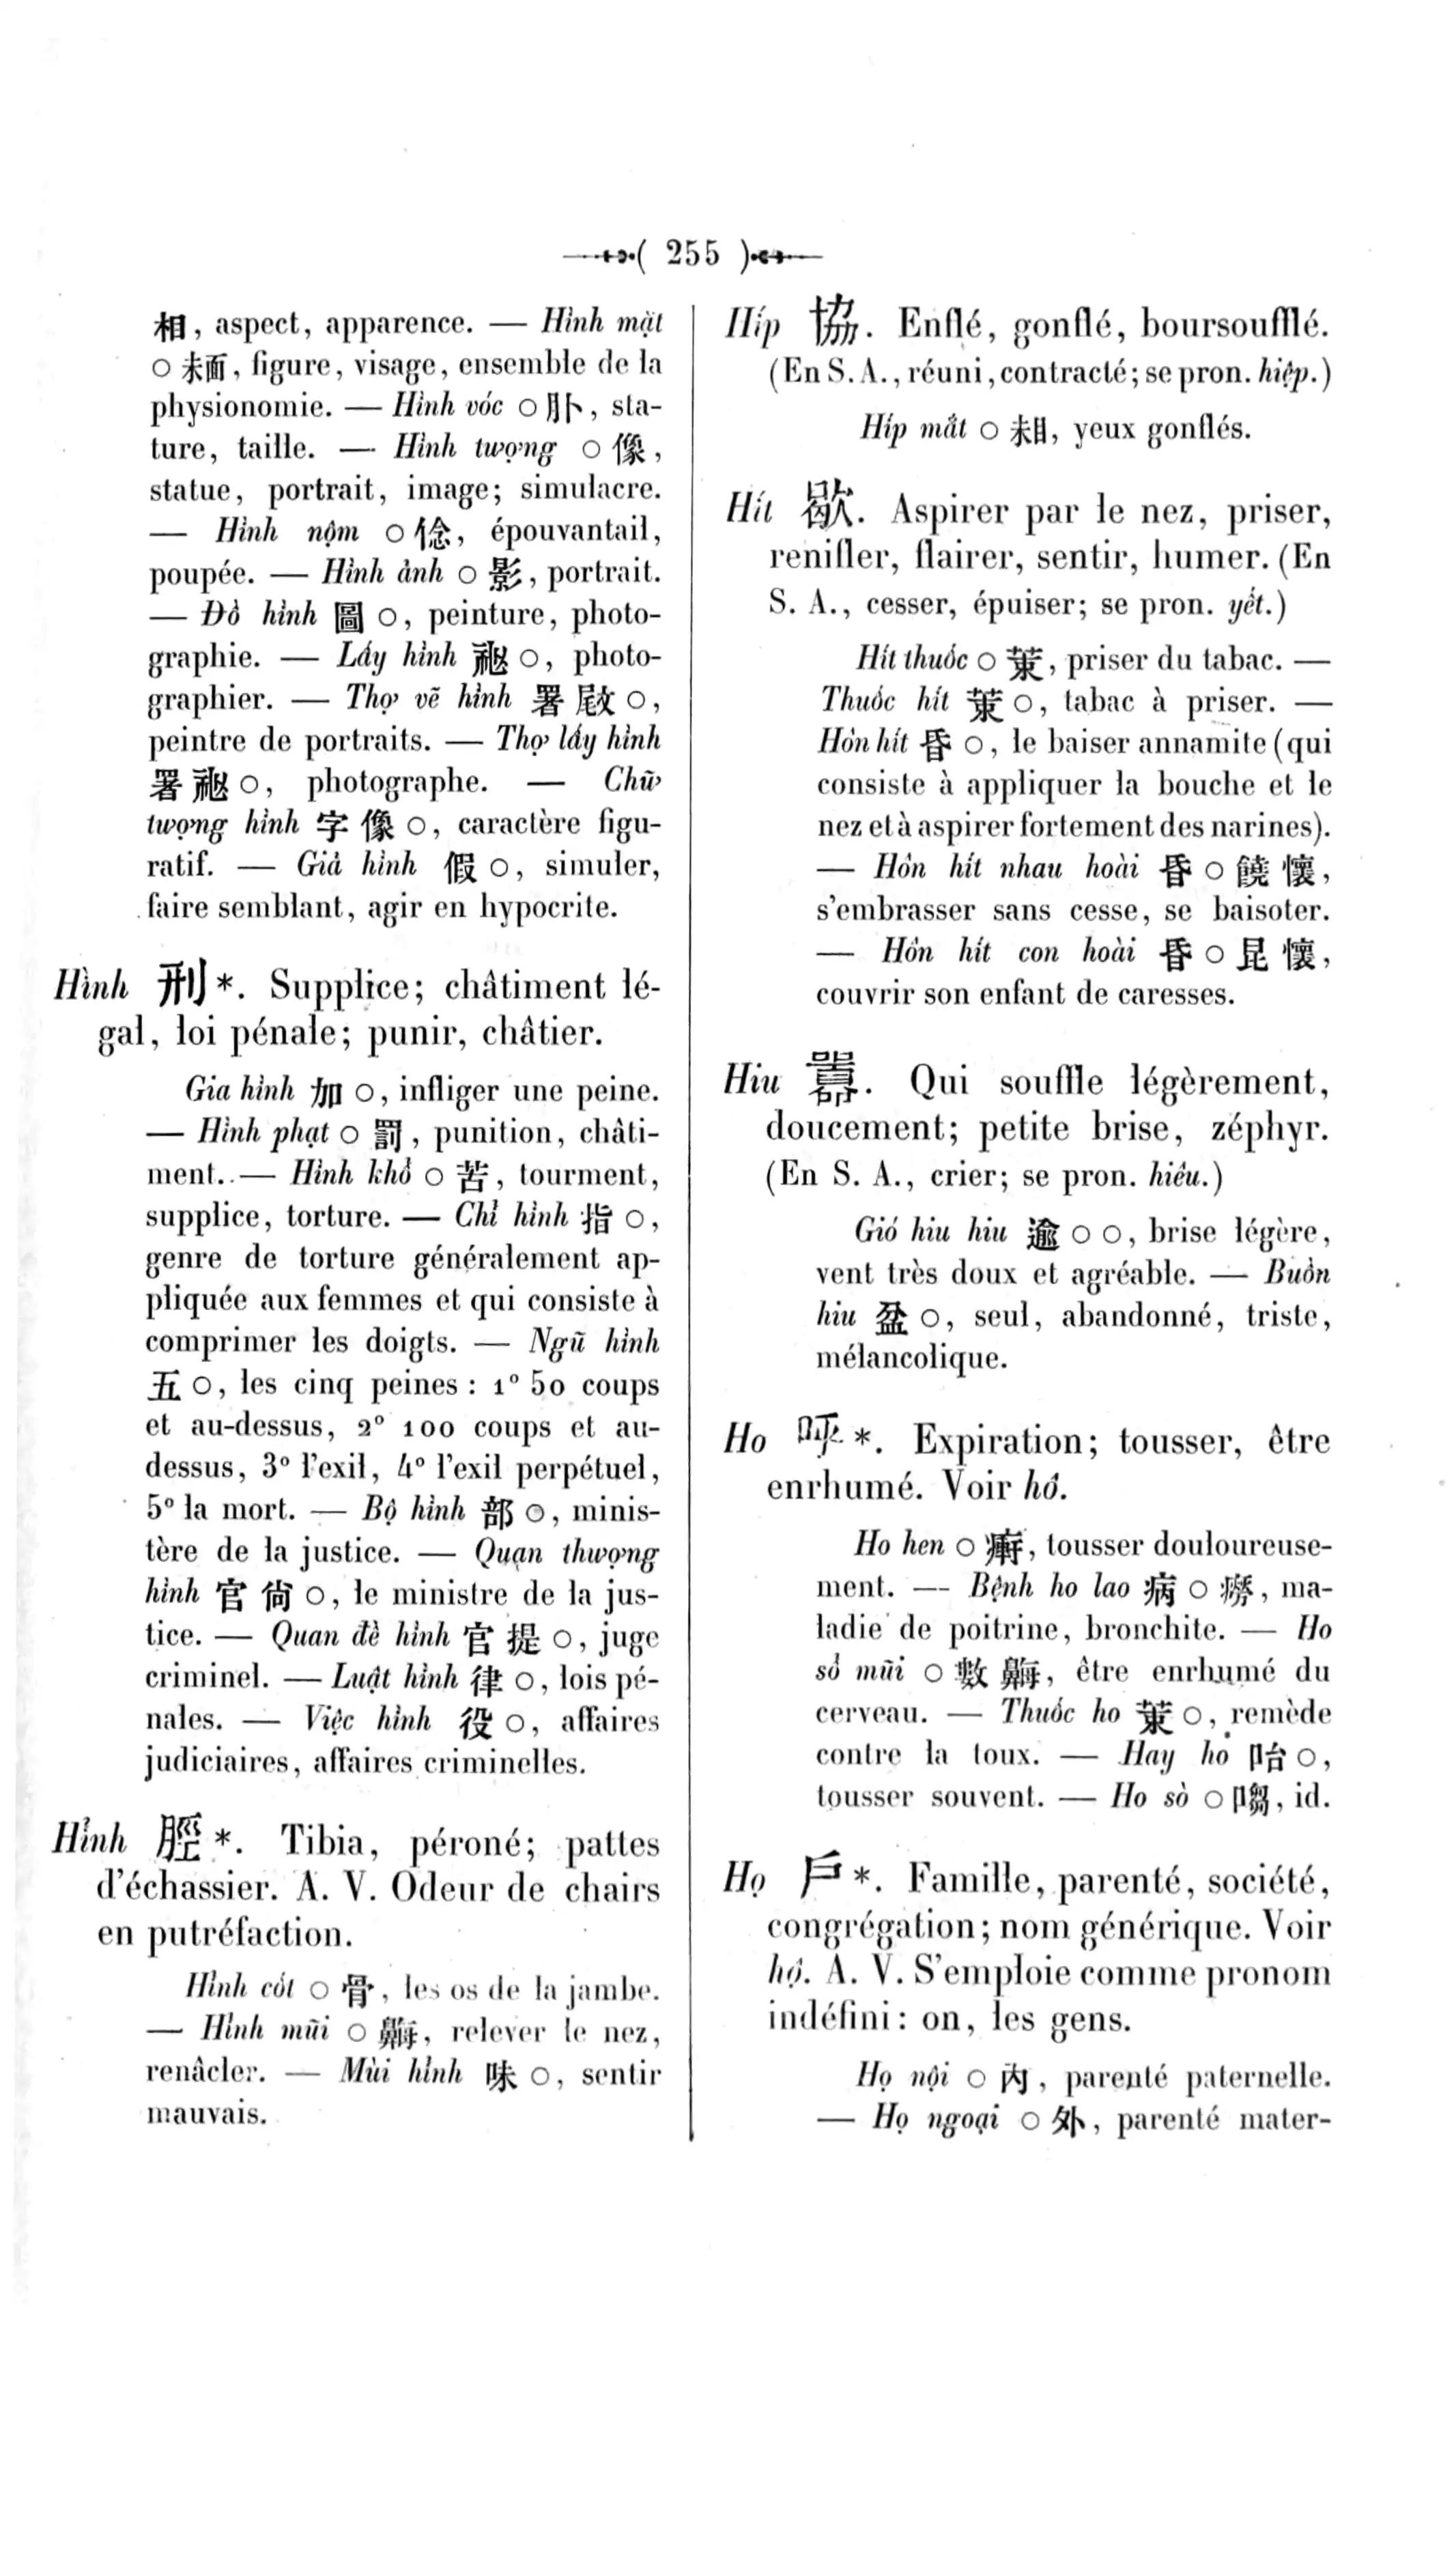 ( 255 )
相, aspect, apparence. — Hình mặt
○ 𩈘, figure, visage, ensemble de la
physionomie. — Hình vóc ○ 𦙀, sta-
ture, taille. — Hình tượng ○ 像,
statue, portrait, image; simulacre.
— Hình nộm ○ 倰, épouvantail,
poupée. — Hình ảnh ○ 影, portrait.
— Đồ hình 圖 ○, peinture, photo-
graphie. — Lấy hình ○, photo-
graphier. — Thợ vẽ hình 署 ○,
peintre de portraits. — Thợ lấy hình
署 ○, photographe. — Chữ
tượng hình 字 像 ○, caractère figu-
ratif. — Giả hình 假 ○, simuler,
faire semblant, agir en hypocrite.
Hình 刑 *. Supplice; châtiment lé-
gal, loi pénale; punir, châtier.
Gia hình 加 ○, infliger une peine.
— Hình phạt ○ 罰, punition, châti-
ment. — Hình khổ ○ 苦, tourment,
supplice, torture. — Chỉ hình 指 ○,
genre de torture généralement ap-
pliquée aux femmes et qui consiste à
comprimer les doigts. — Ngũ hình
五 ○, les cinq peines : 1° 50 coups
et au-dessus, 2° 100 coups et au-
dessus, 3° l'exil, 4° l'exil perpétuel,
5° la mort. — Bộ hình 部 ○, minis-
tère de la justice. — Quan thượng
hình 官 尙 ○, le ministre de la jus-
tice. — Quan đề hình 官 提 ○, juge
criminel. — Luật hình 律 ○, lois pé-
nales. — Việc hình 役 ○, affaires
judiciaires, affaires criminelles.
Hỉnh 脛 *. Tibia, péroné; pattes
d'échassier. A. V. Odeur de chairs
en putréfaction.
Hỉnh cốt ○ 骨, les os de la jambe.
— Hỉnh mũi ○ 𪖫, relever le nez,
renâcler. — Mùi hỉnh 味 ○, sentir
mauvais.
Híp 協. Enflé, gonflé, boursoufflé.
(En S. A., réuni, contracté; se pron. hiệp.)
Híp mắt ○ 眜, yeux gonflés.
Hít 歇. Aspirer par le nez, priser,
renifler, flairer, sentir, humer. (En
S. A., cesser, épuiser; se pron. yết.)
Hít thuốc ○ 葉, priser du tabac. —
Thuốc hít 葉 ○, tabac à priser. —
Hôn hít 昏 ○, le baiser annamite (qui
consiste à appliquer la bouche et le
nez et à aspirer fortement des narines).
— Hôn hít nhau hoài 昏 ○ 饒 懷,
s'embrasser sans cesse, se baisoter.
— Hôn hít con hoài 昏 ○ 昆 懷,
couvrir son enfant de caresses.
Hiu 嚣. Qui souffle légèrement,
doucement; petite brise, zéphyr.
(En S. A., crier; se pron. hiêu.)
Gió hiu hiu 逾 ○ ○, brise légère,
vent très doux et agréable. — Buồn
hiu 盆 ○, seul, abandonné, triste,
mélancolique.
Ho 呼 *. Expiration; tousser, être
enrhumé. Voir hô.
Ho hen ○, tousser douloureuse-
ment. — Bệnh ho lao 病 ○ 癆, ma-
ladie de poitrine, bronchite. — Ho
sổ mũi ○ 數 𪖫, être enrhumé du
cerveau. — Thuốc ho 葉 ○, remède
contre la toux. — Hay ho 咍 ○,
tousser souvent. — Ho sò ○ 㗙, id.
Họ 戶 *. Famille, parenté, société,
congrégation; nom générique. Voir
hộ. A. V. S'emploie comme pronom
indéfini : on, les gens.
Họ nội ○ 內, parenté paternelle.
— Họ ngoại ○ 外, parenté mater-